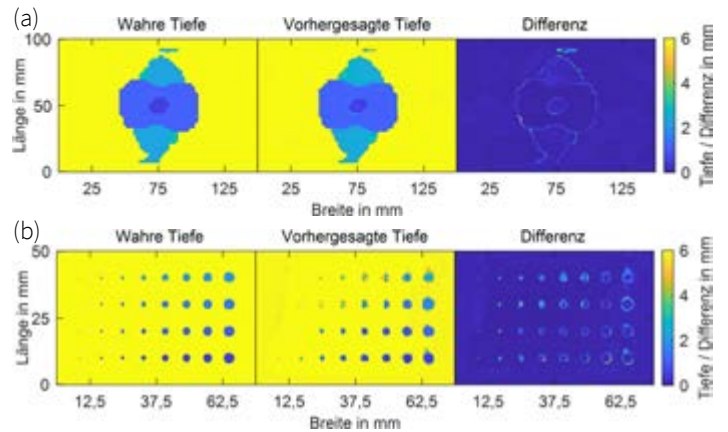 (a)
Wahre Tiefe
Vorhergesagte Tiefe
Differenz
Länge in mm
100
50
0
25 75 125
25 75 125
25 75 125
Breite in mm
6
4
2
0
Tiefe / Differenz in mm
(b)
Wahre Tiefe
Vorhergesagte Tiefe
Differenz
Länge in mm
50
25
0
12,5 37,5 62,5
12,5 37,5 62,5
12,5 37,5 62,5
Breite in mm
6
4
2
0
Tiefe / Differenz in mm